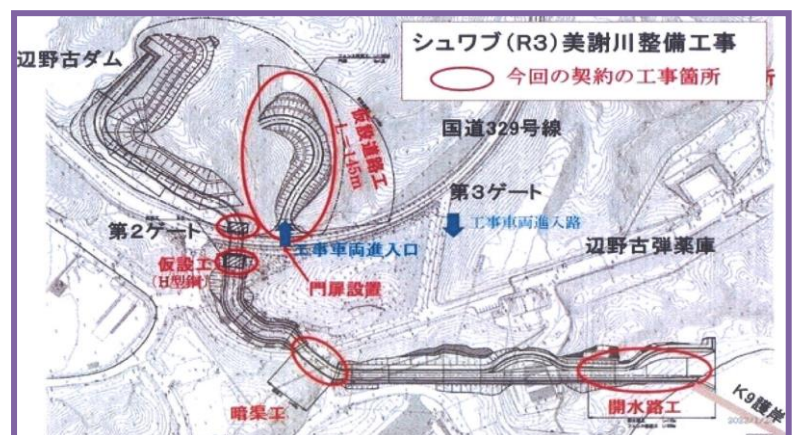 シュワブ(R3)美謝川整備工事
今回の契約の工事箇所
辺野古ダム
仮設道路工
L=145m
国道329号線
第3ゲート
工事車両進入路
第2ゲート
工事車両進入口
辺野古弾薬庫
仮設工
(H型鋼)
門扉設置
暗渠工
開水路工
K9護岸